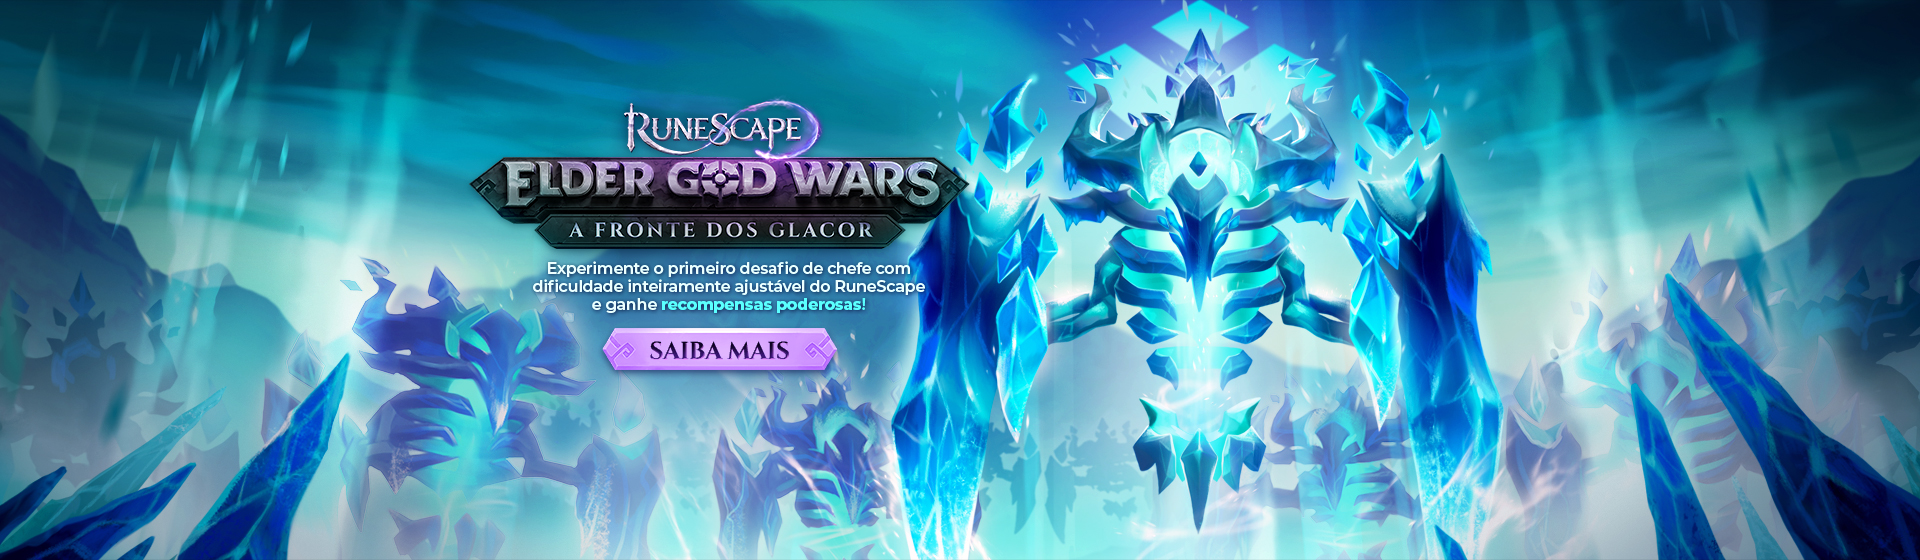 RUNESCAPE
ELDER GOD WARS
A FRONTE DOS GLACOR
Experimente o primeiro desafio de chefe com
dificuldade inteiramente ajustável do RuneScape
e ganhe recompensas poderosas!
SAIBA MAIS